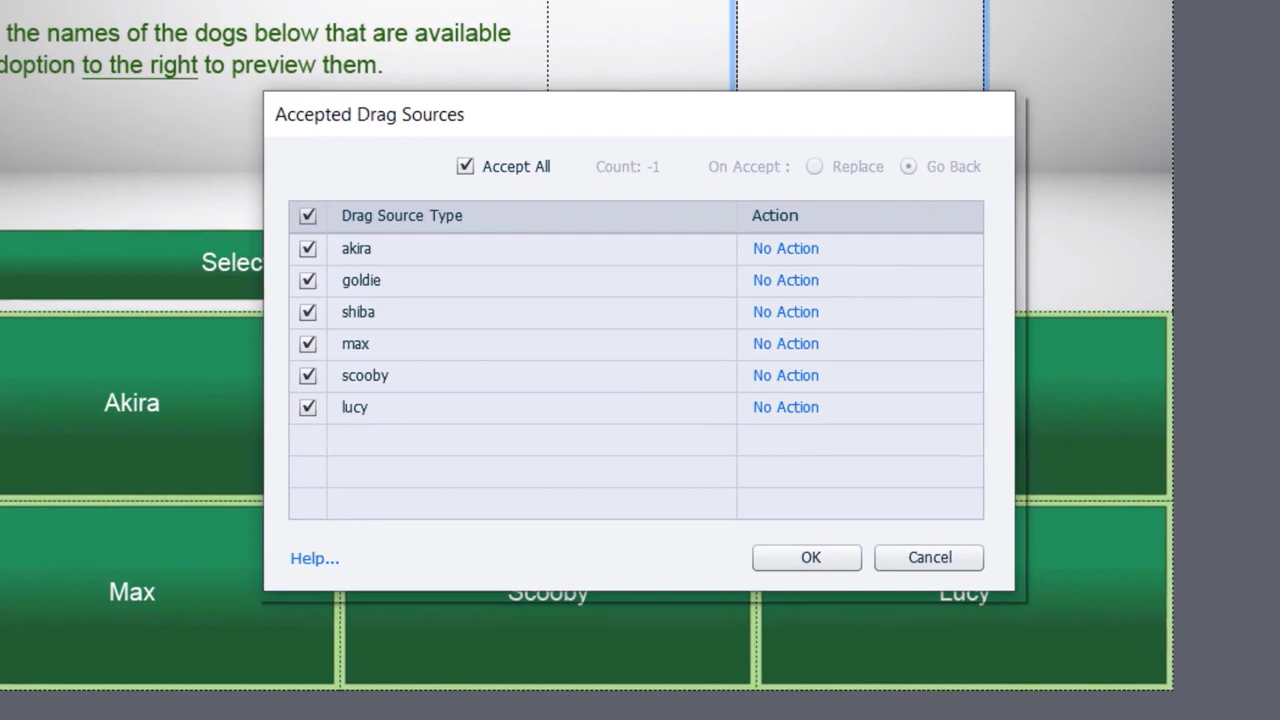 the names of the dogs below that are available
doption to the right to preview them.
Accepted Drag Sources
Accept All Count: -1 On Accept : Replace Go Back
Drag Source Type Action
akira No Action
goldie No Action
shiba No Action
max No Action
scooby No Action
lucy No Action
Help... OK Cancel
Selec
Akira
Max Scooby Lucy